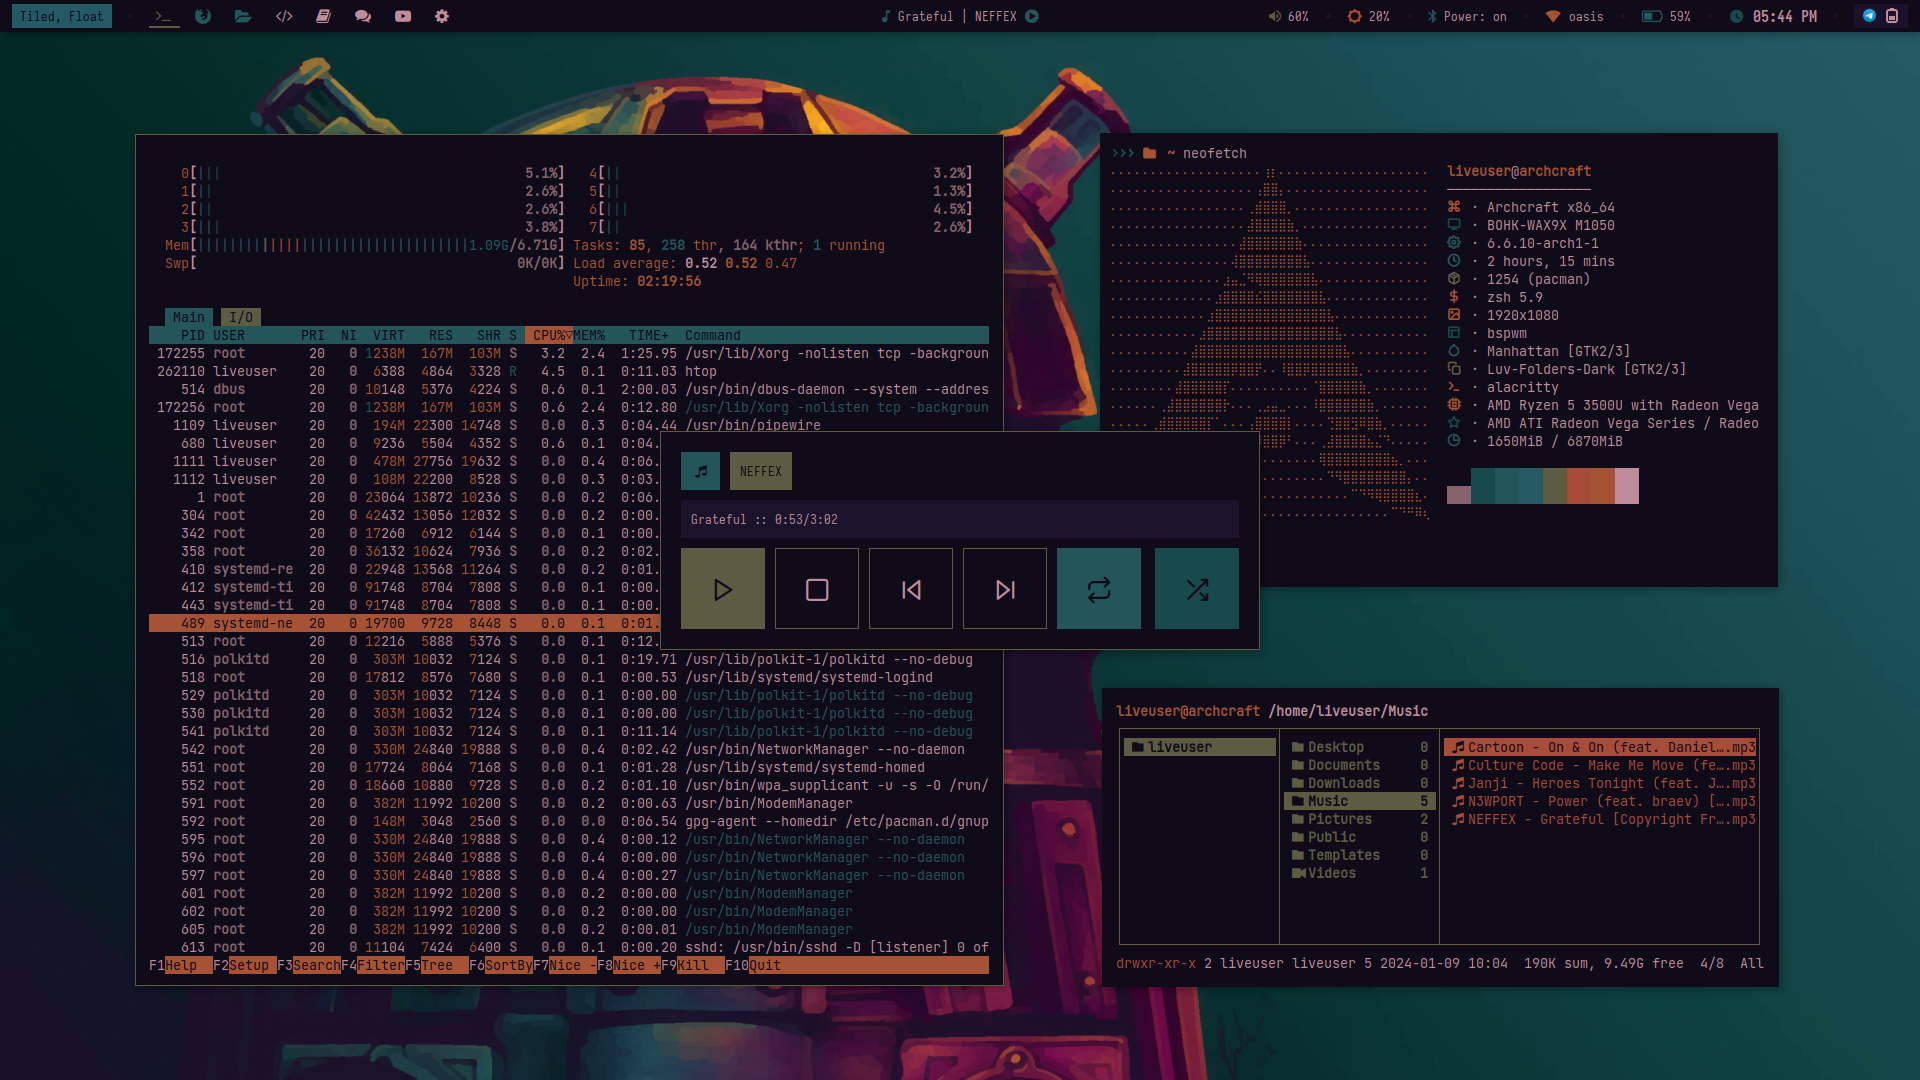 Tiled, Float
Grateful | NEFFEX
60%
20%
Power: on
oasis
59%
05:44 PM
0[||| 5.1%] 4[|| 3.2%]
1[|| 2.6%] 5[|| 1.3%]
2[|| 2.6%] 6[||| 4.5%]
3[||| 3.8%] 7[|| 2.6%]
Mem[||||||||||||||||||||||||||||||||||1.09G/6.71G] Tasks: 85, 258 thr, 164 kthr; 1 running
Swp[ 0K/0K] Load average: 0.52 0.52 0.47
Uptime: 02:19:56
Main I/O
PID USER PRI NI VIRT RES SHR S CPU%▽MEM% TIME+ Command
172255 root 20 0 1238M 167M 103M S 3.2 2.4 1:25.95 /usr/lib/Xorg -nolisten tcp -backgroun
262110 liveuser 20 0 6388 4864 3328 R 4.5 0.1 0:11.03 htop
514 dbus 20 0 10148 5376 4224 S 0.6 0.1 2:00.03 /usr/bin/dbus-daemon --system --addres
172256 root 20 0 1238M 167M 103M S 0.6 2.4 0:12.80 /usr/lib/Xorg -nolisten tcp -backgroun
1109 liveuser 20 0 194M 22300 14748 S 0.0 0.3 0:04.44 /usr/bin/pipewire
680 liveuser 20 0 9236 5504 4352 S 0.6 0.1 0:04.
1111 liveuser 20 0 478M 27756 19632 S 0.0 0.4 0:06.
1112 liveuser 20 0 108M 22200 8528 S 0.0 0.3 0:03.
1 root 20 0 23064 13872 10236 S 0.0 0.2 0:06.
304 root 20 0 42432 13056 12032 S 0.0 0.2 0:00.
342 root 20 0 17260 6912 6144 S 0.0 0.1 0:00.
358 root 20 0 36132 10624 7936 S 0.0 0.2 0:02.
410 systemd-re 20 0 22948 13568 11264 S 0.0 0.2 0:01.
412 systemd-ti 20 0 91748 8704 7808 S 0.0 0.1 0:00.
443 systemd-ti 20 0 91748 8704 7808 S 0.0 0.1 0:00.
489 systemd-ne 20 0 19700 9728 8448 S 0.0 0.1 0:01.
513 root 20 0 12216 5888 5376 S 0.0 0.1 0:12.
516 polkitd 20 0 303M 10032 7124 S 0.0 0.1 0:19.71 /usr/lib/polkit-1/polkitd --no-debug
518 root 20 0 17812 8576 7680 S 0.0 0.1 0:00.53 /usr/lib/systemd/systemd-logind
529 polkitd 20 0 303M 10032 7124 S 0.0 0.1 0:00.00 /usr/lib/polkit-1/polkitd --no-debug
530 polkitd 20 0 303M 10032 7124 S 0.0 0.1 0:00.00 /usr/lib/polkit-1/polkitd --no-debug
541 polkitd 20 0 303M 10032 7124 S 0.0 0.1 0:11.14 /usr/lib/polkit-1/polkitd --no-debug
542 root 20 0 330M 24840 19888 S 0.0 0.4 0:02.42 /usr/bin/NetworkManager --no-daemon
551 root 20 0 17724 8064 7168 S 0.0 0.1 0:01.28 /usr/lib/systemd/systemd-homed
552 root 20 0 18660 10880 9728 S 0.0 0.2 0:01.10 /usr/bin/wpa_supplicant -u -s -O /run/
591 root 20 0 382M 11992 10200 S 0.0 0.2 0:00.63 /usr/bin/ModemManager
592 root 20 0 148M 3048 2560 S 0.0 0.0 0:06.54 gpg-agent --homedir /etc/pacman.d/gnup
595 root 20 0 330M 24840 19888 S 0.0 0.4 0:00.12 /usr/bin/NetworkManager --no-daemon
596 root 20 0 330M 24840 19888 S 0.0 0.4 0:00.00 /usr/bin/NetworkManager --no-daemon
597 root 20 0 330M 24840 19888 S 0.0 0.4 0:00.27 /usr/bin/NetworkManager --no-daemon
601 root 20 0 382M 11992 10200 S 0.0 0.2 0:00.00 /usr/bin/ModemManager
602 root 20 0 382M 11992 10200 S 0.0 0.2 0:00.00 /usr/bin/ModemManager
605 root 20 0 382M 11992 10200 S 0.0 0.2 0:00.01 /usr/bin/ModemManager
613 root 20 0 11104 7424 6400 S 0.0 0.1 0:00.20 sshd: /usr/bin/sshd -D [listener] 0 of
F1Help F2Setup F3SearchF4FilterF5Tree F6SortByF7Nice -F8Nice +F9Kill F10Quit
NEFFEX
Grateful :: 0:53/3:02
>>> ~ neofetch
liveuser@archcraft
· Archcraft x86_64
· BOHK-WAX9X M1050
· 6.6.10-arch1-1
· 2 hours, 15 mins
· 1254 (pacman)
· zsh 5.9
· 1920x1080
· bspwm
· Manhattan [GTK2/3]
· Luv-Folders-Dark [GTK2/3]
· alacritty
· AMD Ryzen 5 3500U with Radeon Vega
· AMD ATI Radeon Vega Series / Radeo
· 1650MiB / 6870MiB
liveuser@archcraft /home/liveuser/Music
liveuser
Desktop 0
Documents 0
Downloads 0
Music 5
Pictures 2
Public 0
Templates 0
Videos 1
Cartoon - On & On (feat. Daniel….mp3
Culture Code - Make Me Move (fe….mp3
Janji - Heroes Tonight (feat. J….mp3
N3WPORT - Power (feat. braev) [….mp3
NEFFEX - Grateful [Copyright Fr….mp3
drwxr-xr-x 2 liveuser liveuser 5 2024-01-09 10:04 190K sum, 9.49G free 4/8 All